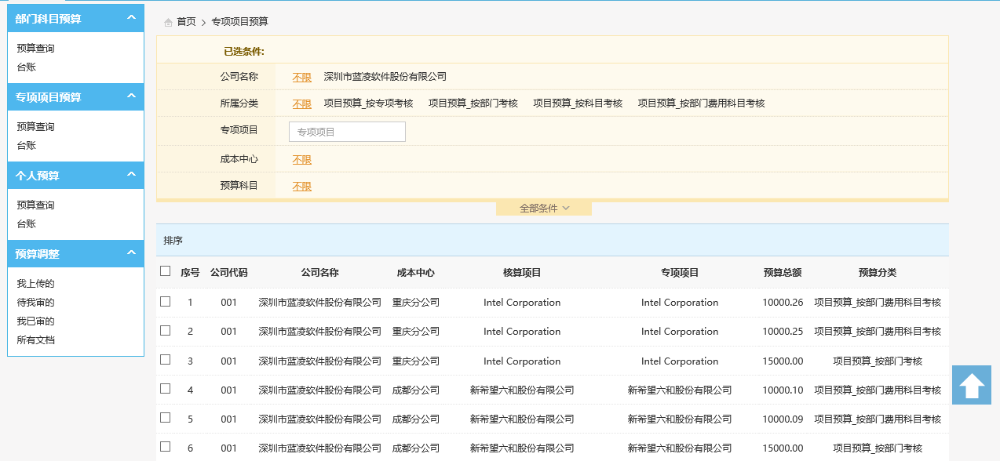 部门科目预算
预算查询
台账
专项项目预算
预算查询
台账
个人预算
预算查询
台账
预算调整
我上传的
待我审的
我已审的
所有文档
首页 > 专项项目预算
已选条件:
公司名称 不限 深圳市蓝凌软件股份有限公司
所属分类 不限 项目预算_按专项考核 项目预算_按部门考核 项目预算_按科目考核 项目预算_按部门费用科目考核
专项项目 专项项目
成本中心 不限
预算科目 不限
全部条件
排序
序号 公司代码 公司名称 成本中心 核算项目 专项项目 预算总额 预算分类
1 001 深圳市蓝凌软件股份有限公司 重庆分公司 Intel Corporation Intel Corporation 10000.26 项目预算_按部门费用科目考核
2 001 深圳市蓝凌软件股份有限公司 重庆分公司 Intel Corporation Intel Corporation 10000.25 项目预算_按部门费用科目考核
3 001 深圳市蓝凌软件股份有限公司 重庆分公司 Intel Corporation Intel Corporation 15000.00 项目预算_按部门考核
4 001 深圳市蓝凌软件股份有限公司 成都分公司 新希望六和股份有限公司 新希望六和股份有限公司 10000.10 项目预算_按部门费用科目考核
5 001 深圳市蓝凌软件股份有限公司 成都分公司 新希望六和股份有限公司 新希望六和股份有限公司 10000.09 项目预算_按部门费用科目考核
6 001 深圳市蓝凌软件股份有限公司 成都分公司 新希望六和股份有限公司 新希望六和股份有限公司 15000.00 项目预算_按部门考核